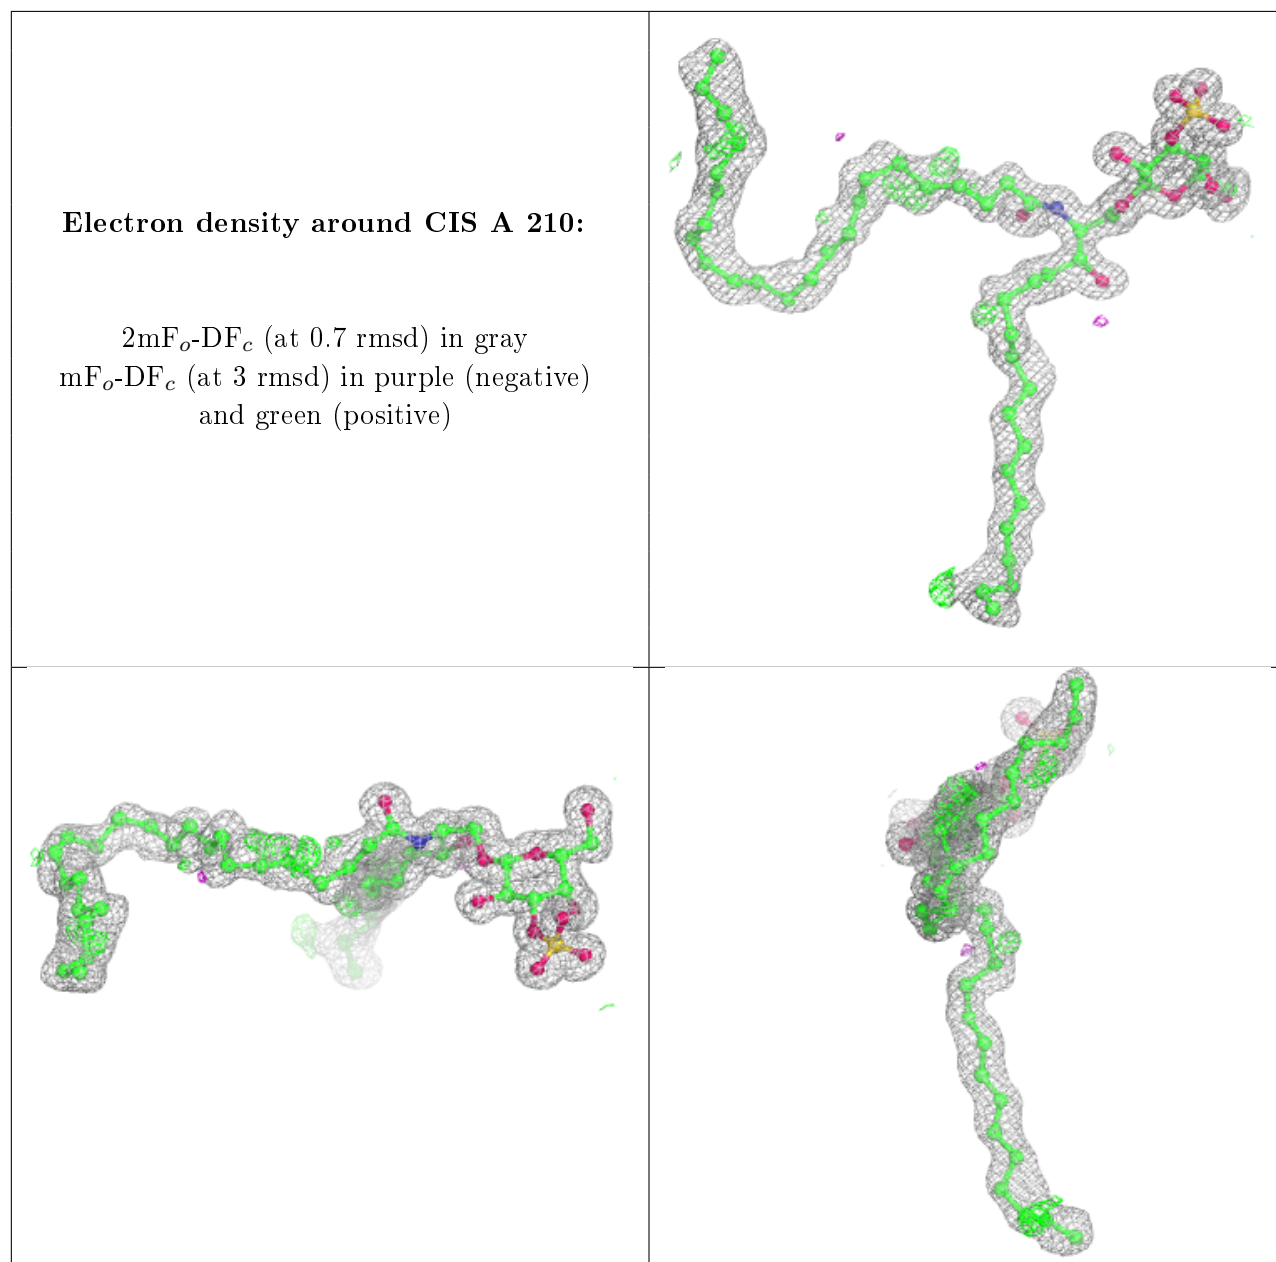 Electron density around CIS A 210:
2mFo-DFc (at 0.7 rmsd) in gray
mFo-DFc (at 3 rmsd) in purple (negative)
and green (positive)